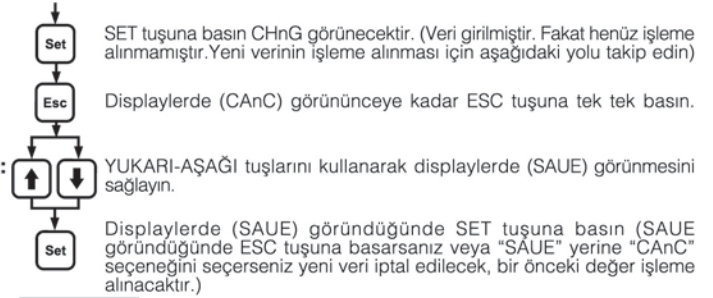 Set
SET tuşuna basın CHnG görünecektir. (Veri girilmiştir. Fakat henüz işleme
alınmamıştır.Yeni verinin işleme alınması için aşağıdaki yolu takip edin)
Esc
Displaylerde (CAnC) görününceye kadar ESC tuşuna tek tek basın.
:
YUKARI-AŞAĞI tuşlarını kullanarak displaylerde (SAUE) görünmesini
sağlayın.
Set
Displaylerde (SAUE) göründüğünde SET tuşuna basın (SAUE
göründüğünde ESC tuşuna basarsanız veya “SAUE” yerine “CAnC”
seçeneğini seçerseniz yeni veri iptal edilecek, bir önceki değer işleme
alınacaktır.)